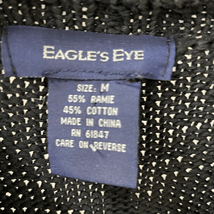 EAGLE'S EYE
SIZE: M
55% RAMIE
45% COTTON
MADE IN CHINA
RN 61847
CARE ON REVERSE